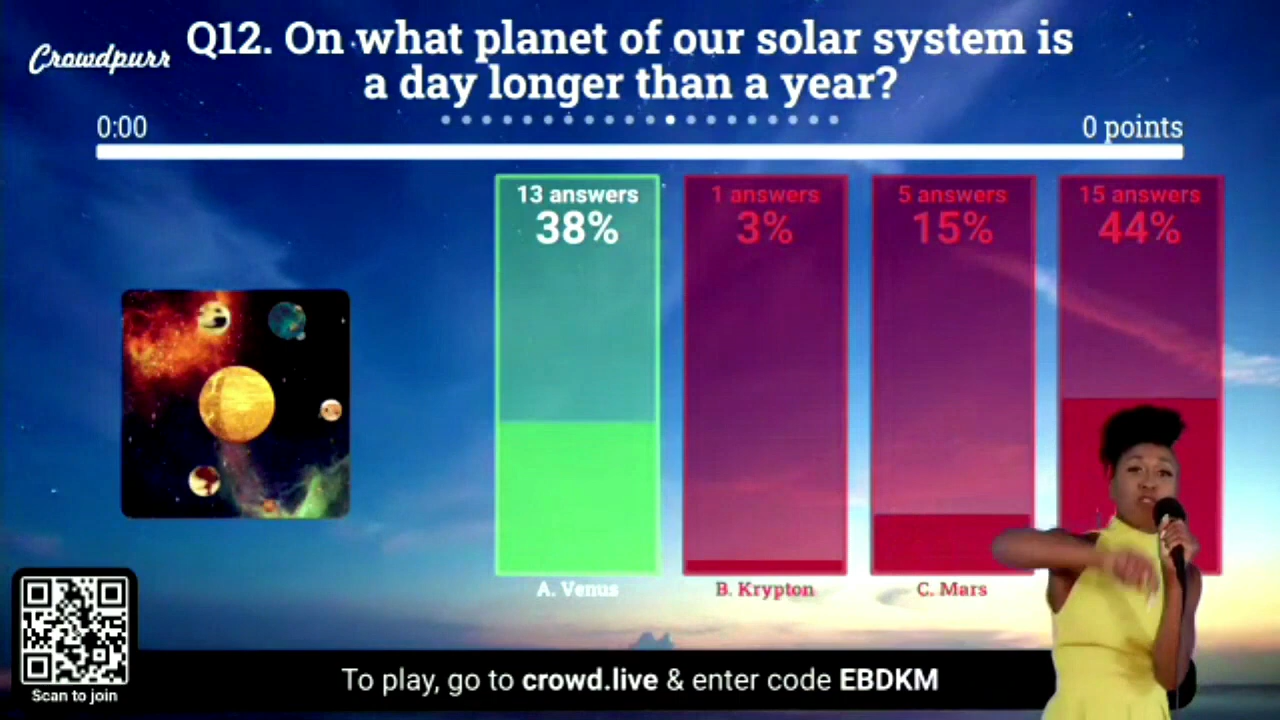 Crowdpurr
Q12. On what planet of our solar system is
a day longer than a year?
0:00
0 points
13 answers
38%
1 answers
3%
5 answers
15%
15 answers
44%
A. Venus
B. Krypton
C. Mars
Scan to join
To play, go to crowd.live & enter code EBDKM